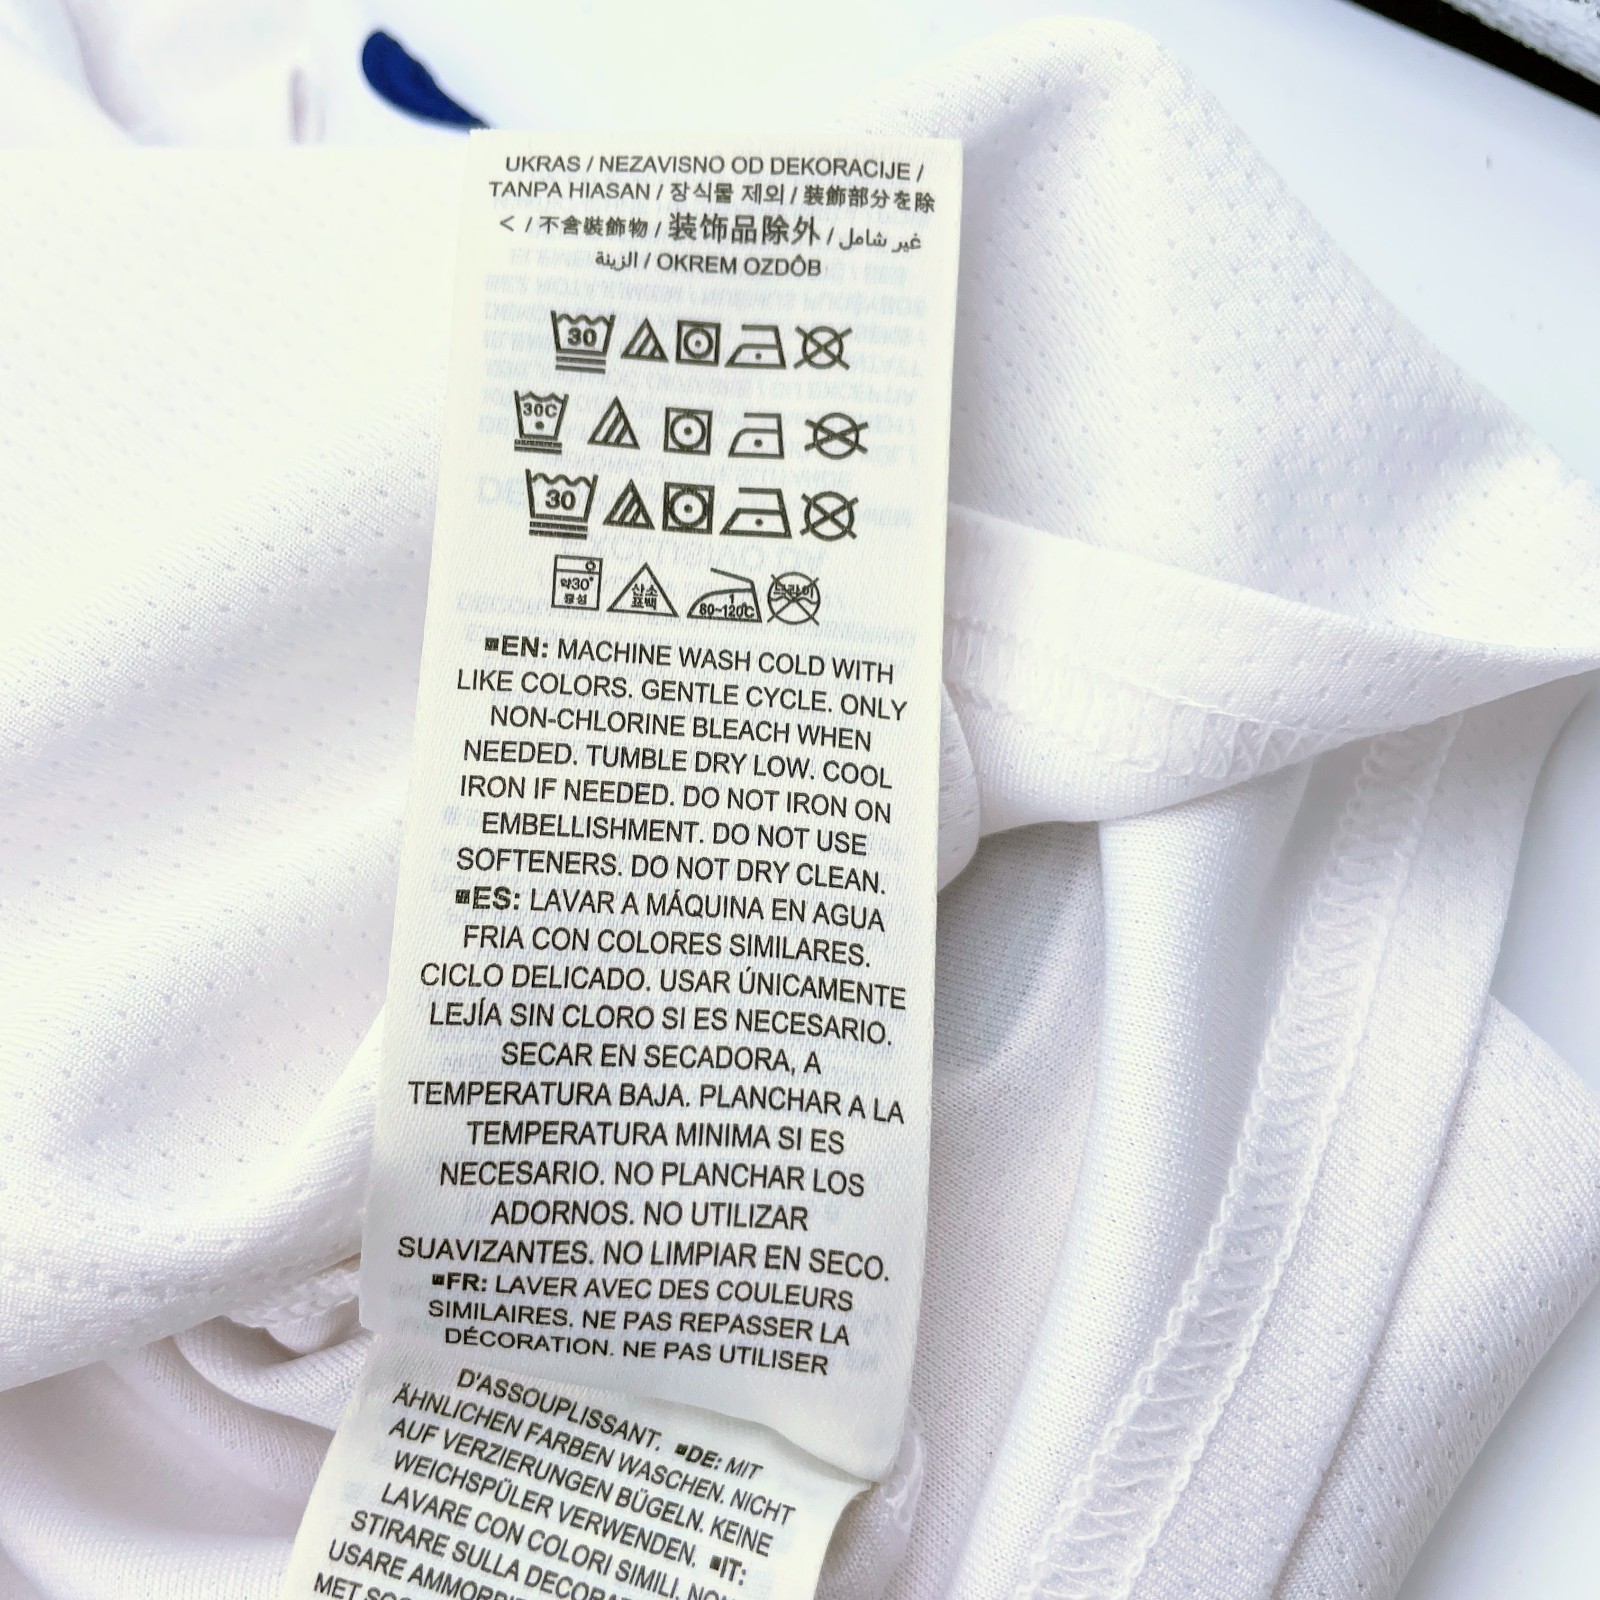 UKRAS / NEZAVISNO OD DEKORACIJE /
TANPA HIASAN / 장식물 제외 / 装飾部分を除
く / 不含裝飾物 / 装饰品除外 / غير شامل
الزينة / OKREM OZDÔB
30
30C
30
약30° 중성 산소 표백 1 80~120℃ 드라이
EN: MACHINE WASH COLD WITH
LIKE COLORS. GENTLE CYCLE. ONLY
NON-CHLORINE BLEACH WHEN
NEEDED. TUMBLE DRY LOW. COOL
IRON IF NEEDED. DO NOT IRON ON
EMBELLISHMENT. DO NOT USE
SOFTENERS. DO NOT DRY CLEAN.
ES: LAVAR A MÁQUINA EN AGUA
FRIA CON COLORES SIMILARES.
CICLO DELICADO. USAR ÚNICAMENTE
LEJÍA SIN CLORO SI ES NECESARIO.
SECAR EN SECADORA, A
TEMPERATURA BAJA. PLANCHAR A LA
TEMPERATURA MINIMA SI ES
NECESARIO. NO PLANCHAR LOS
ADORNOS. NO UTILIZAR
SUAVIZANTES. NO LIMPIAR EN SECO.
FR: LAVER AVEC DES COULEURS
SIMILAIRES. NE PAS REPASSER LA
DÉCORATION. NE PAS UTILISER
D'ASSOUPLISSANT. DE: MIT
ÄHNLICHEN FARBEN WASCHEN. NICHT
AUF VERZIERUNGEN BÜGELN. KEINE
WEICHSPÜLER VERWENDEN. IT:
LAVARE CON COLORI SIMILI. NON
STIRARE SULLA
USARE
MET